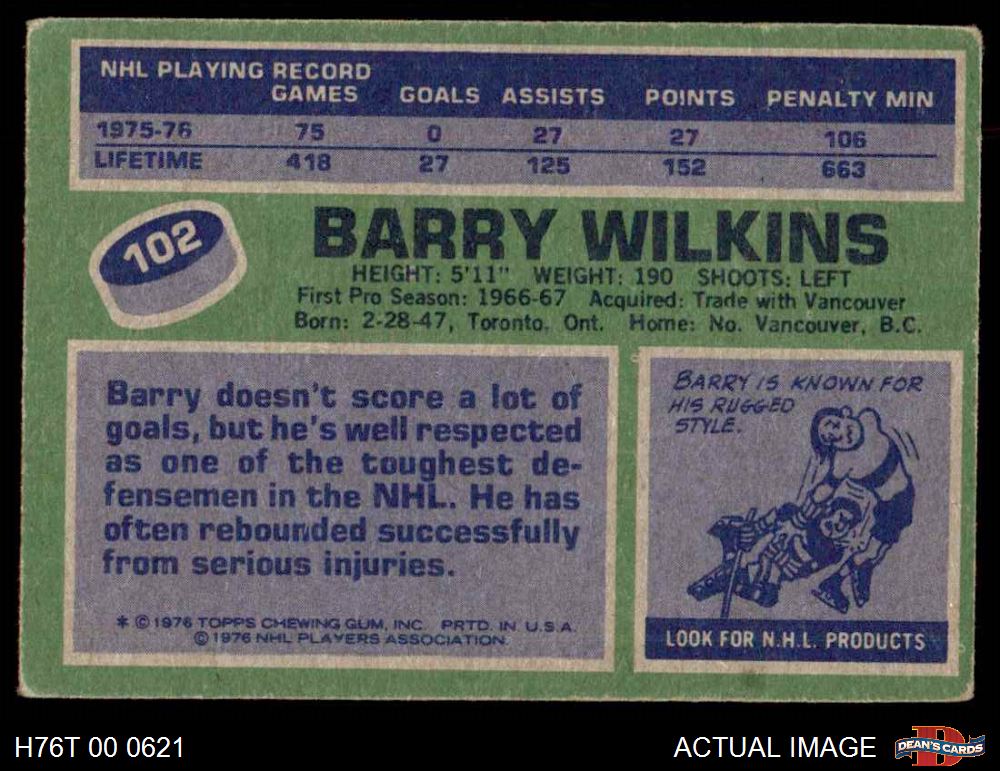 NHL PLAYING RECORD
GAMES GOALS ASSISTS POINTS PENALTY MIN
1975-76 75 0 27 27 106
LIFETIME 418 27 125 152 663
102
BARRY WILKINS
HEIGHT: 5'11" WEIGHT: 190 SHOOTS: LEFT
First Pro Season: 1966-67 Acquired: Trade with Vancouver
Born: 2-28-47, Toronto, Ont. Home: No. Vancouver, B.C.
Barry doesn't score a lot of
goals, but he's well respected
as one of the toughest de-
fensemen in the NHL. He has
often rebounded successfully
from serious injuries.
* © 1976 TOPPS CHEWING GUM, INC. PRTD. IN U.S.A.
© 1976 NHL PLAYERS ASSOCIATION.
BARRY IS KNOWN FOR
HIS RUGGED
STYLE.
LOOK FOR N.H.L. PRODUCTS
H76T 00 0621
ACTUAL IMAGE
D
DEAN'S CARDS